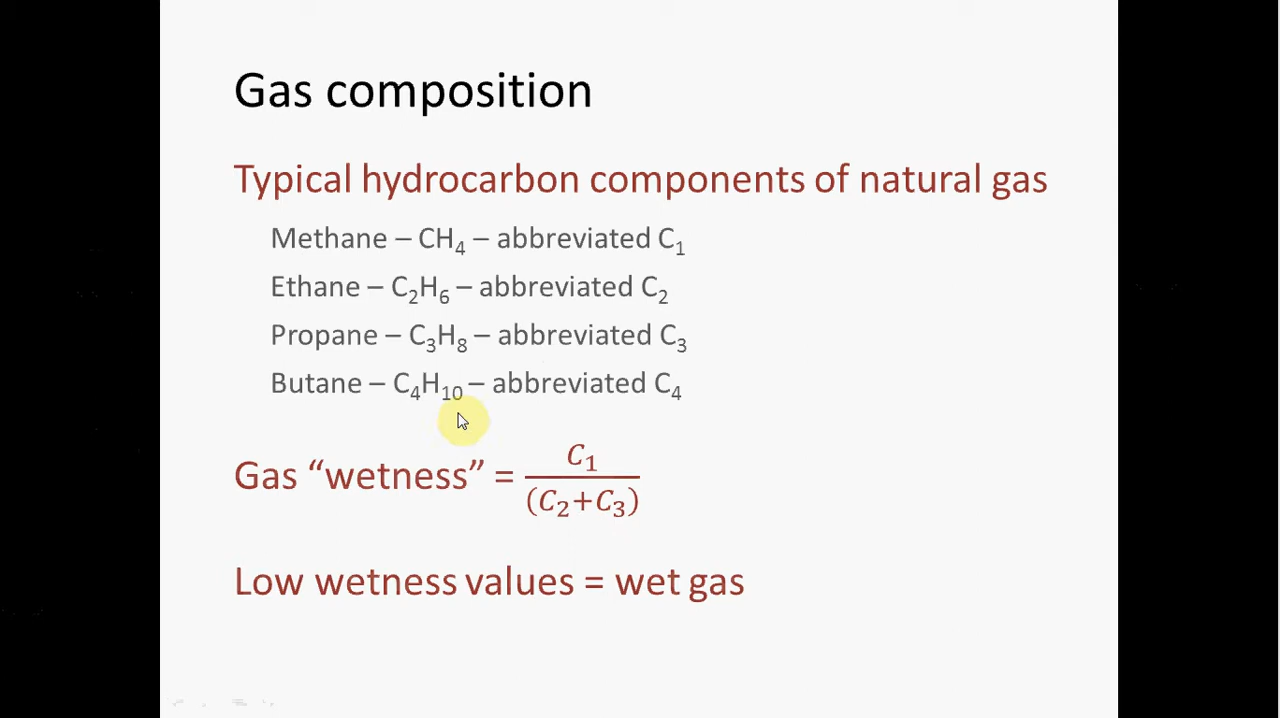 Gas composition
Typical hydrocarbon components of natural gas
Methane – CH₄ – abbreviated C₁
Ethane – C₂H₆ – abbreviated C₂
Propane – C₃H₈ – abbreviated C₃
Butane – C₄H₁₀ – abbreviated C₄
Gas “wetness” = C₁/(C₂+C₃)
Low wetness values = wet gas